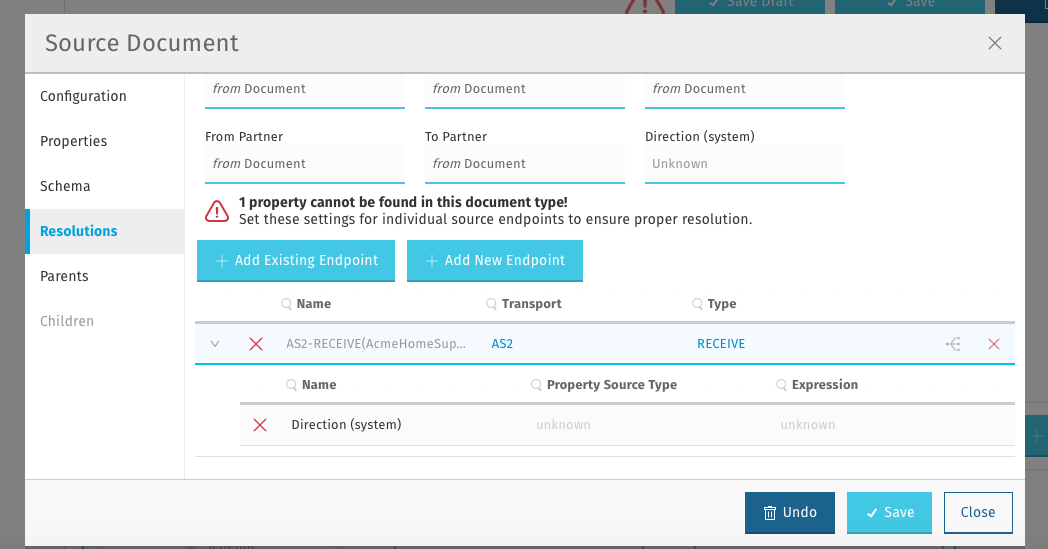 Save Draft
Save
Source Document
Configuration
Properties
Schema
Resolutions
Parents
Children
from Document
from Document
from Document
From Partner
To Partner
Direction (system)
from Document
from Document
Unknown
1 property cannot be found in this document type!
Set these settings for individual source endpoints to ensure proper resolution.
Add Existing Endpoint
Add New Endpoint
Name
Transport
Type
AS2-RECEIVE(AcmeHomeSup...
AS2
RECEIVE
Name
Property Source Type
Expression
Direction (system)
unknown
unknown
Undo
Save
Close